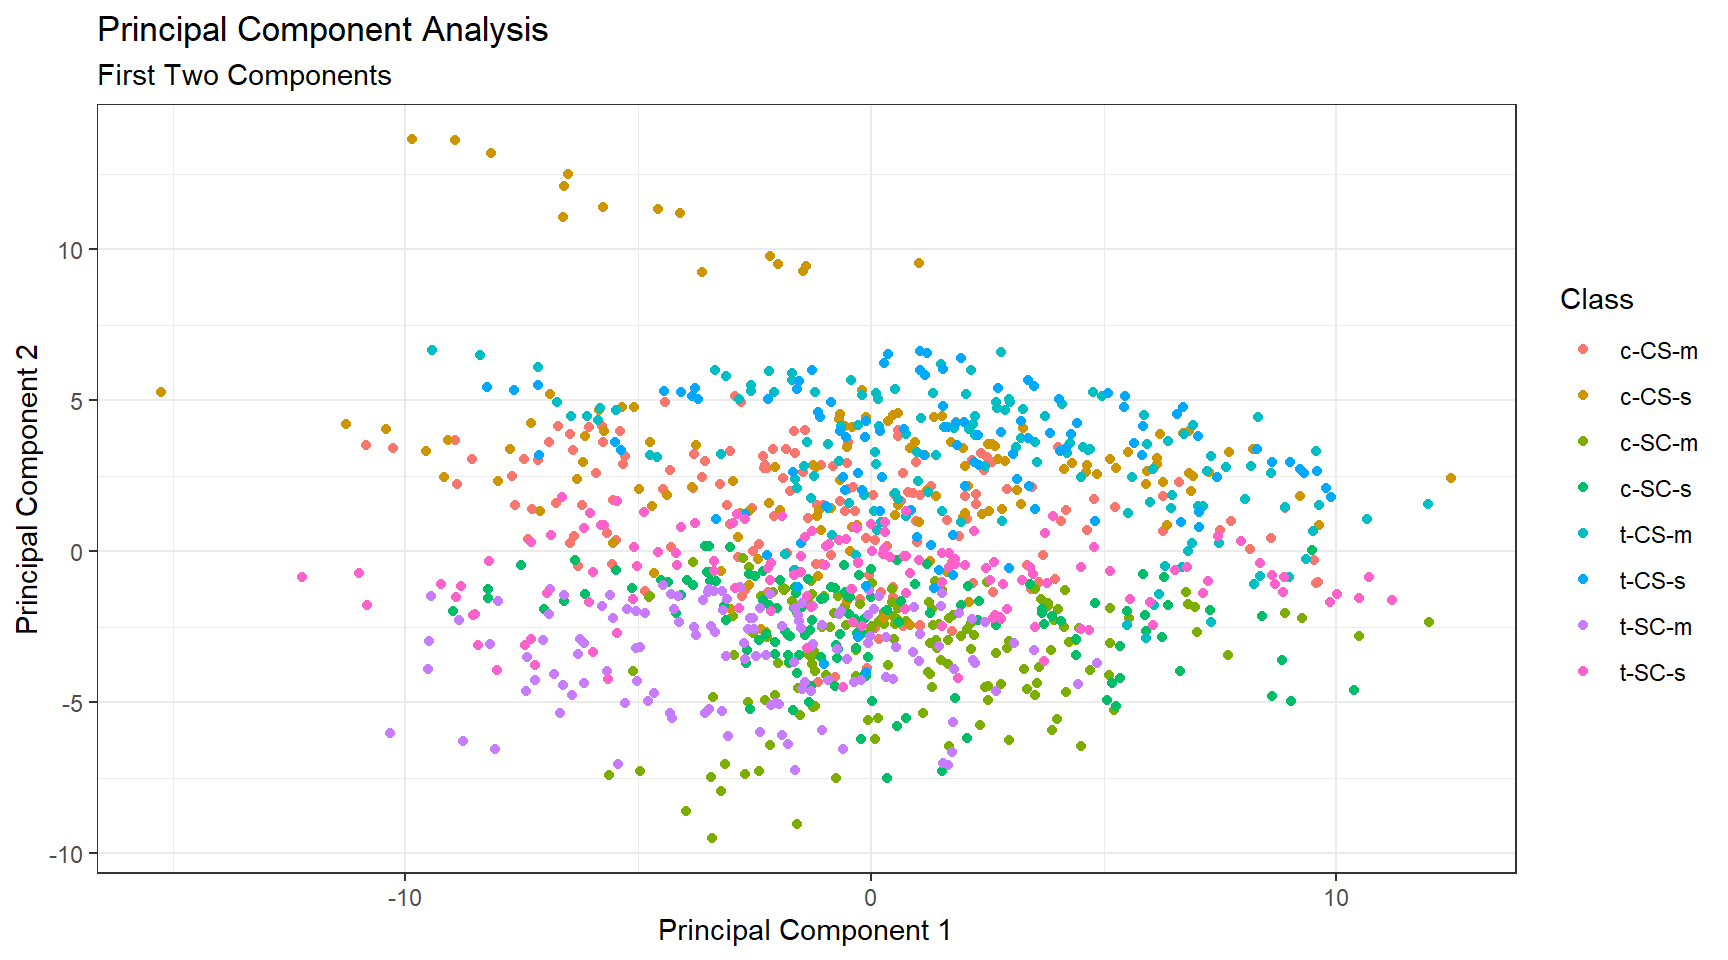 Principal Component Analysis
First Two Components
Principal Component 2
10
5
0
-5
-10
-10
0
10
Principal Component 1
Class
c-CS-m
c-CS-s
c-SC-m
c-SC-s
t-CS-m
t-CS-s
t-SC-m
t-SC-s